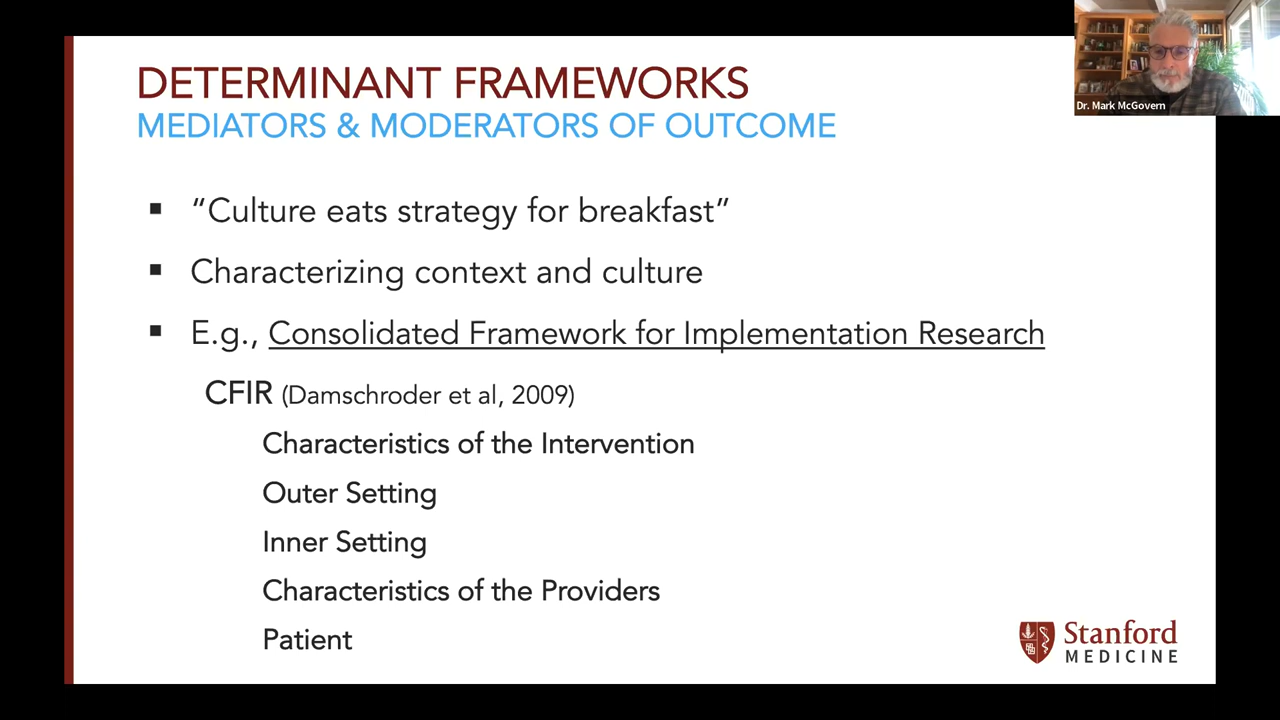 DETERMINANT FRAMEWORKS
MEDIATORS & MODERATORS OF OUTCOME
Dr. Mark McGovern
▪ “Culture eats strategy for breakfast”
▪ Characterizing context and culture
▪ E.g., Consolidated Framework for Implementation Research
CFIR (Damschroder et al, 2009)
Characteristics of the Intervention
Outer Setting
Inner Setting
Characteristics of the Providers
Patient
Stanford
MEDICINE